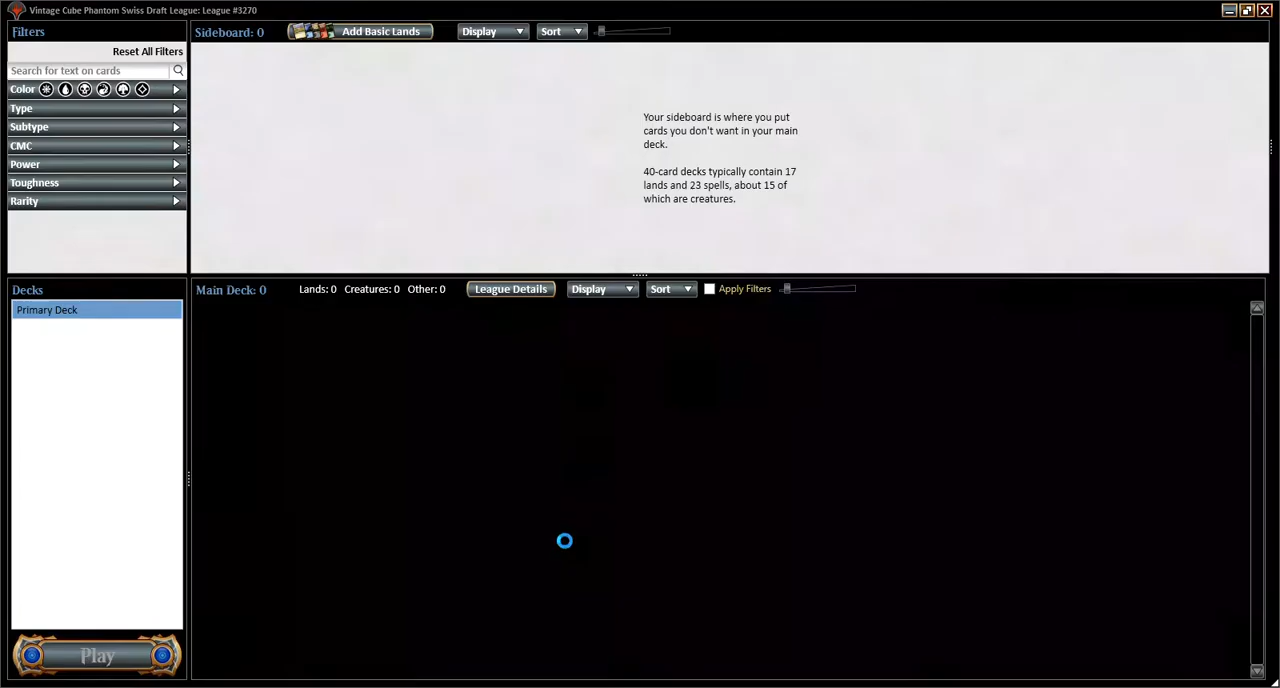 Vintage Cube Phantom Swiss Draft League: League #3270
Filters
Reset All Filters
Search for text on cards
Color
Type
Subtype
CMC
Power
Toughness
Rarity
Sideboard: 0
Add Basic Lands
Display
Sort
Your sideboard is where you put
cards you don't want in your main
deck.
40-card decks typically contain 17
lands and 23 spells, about 15 of
which are creatures.
Decks
Primary Deck
Play
Main Deck: 0
Lands: 0 Creatures: 0 Other: 0
League Details
Display
Sort
Apply Filters